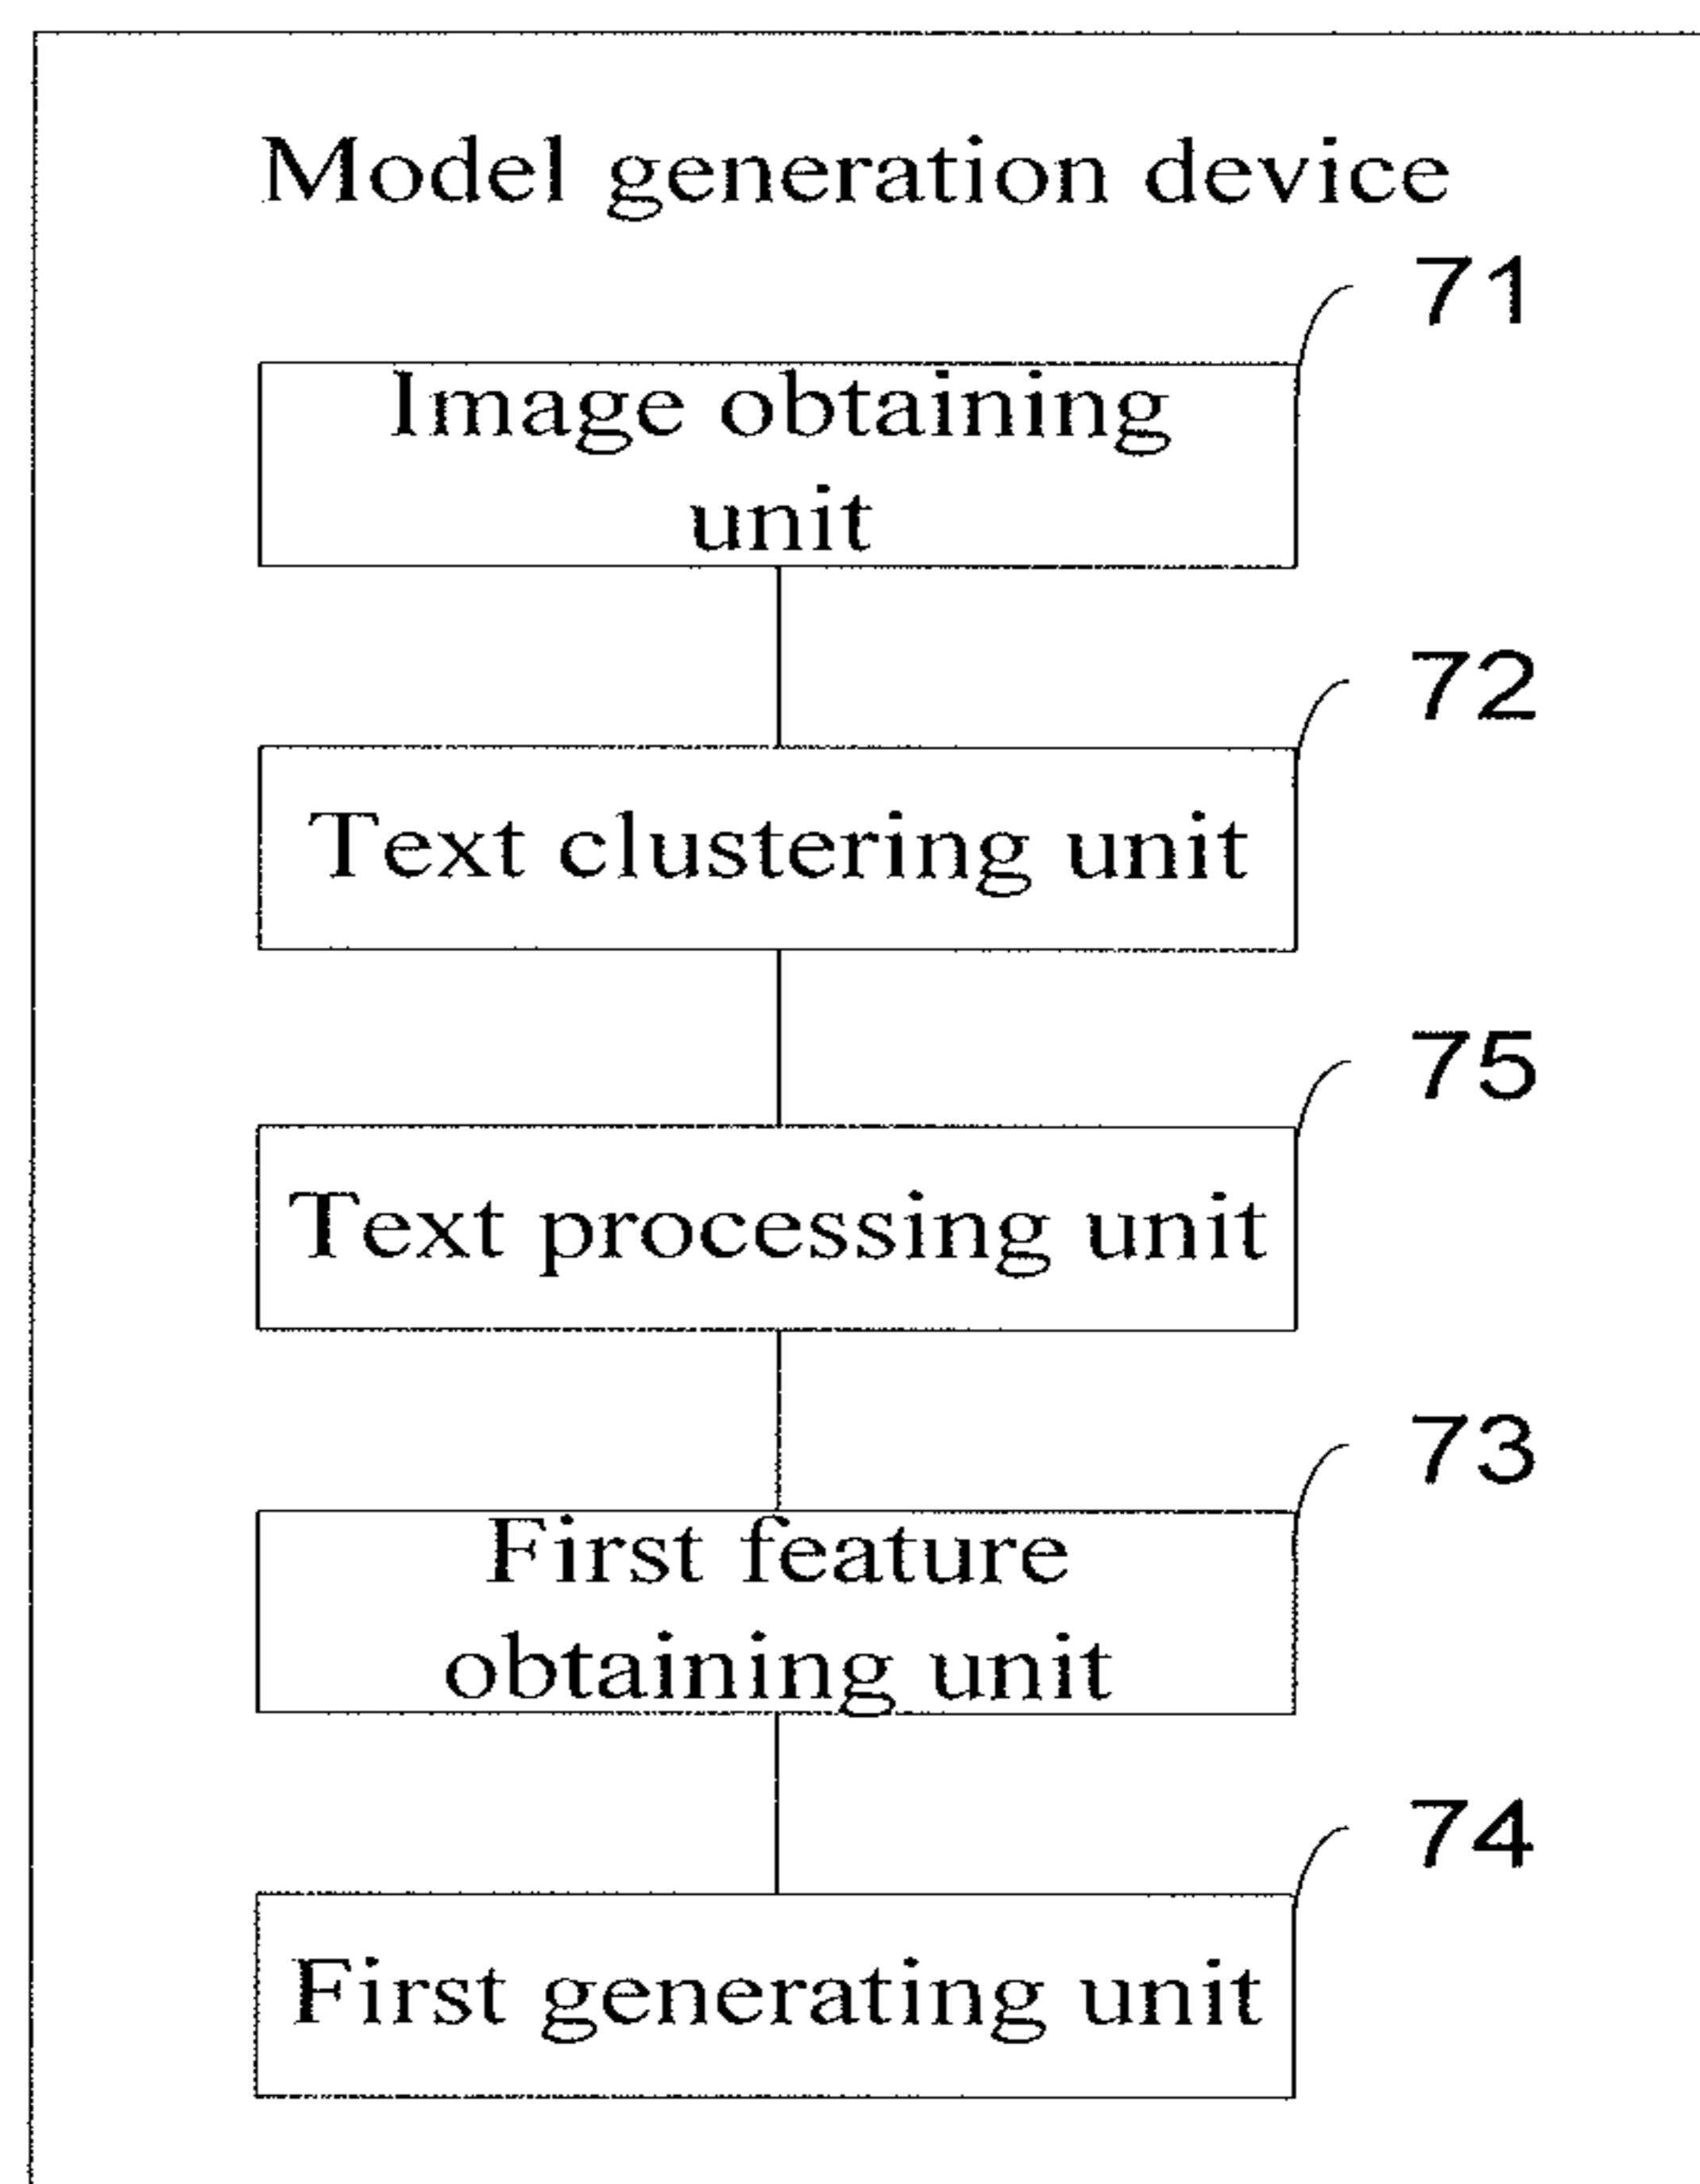 Model generation device
71
Image obtaining
unit
72
Text clustering unit
75
Text processing unit
73
First feature
obtaining unit
74
First generating unit